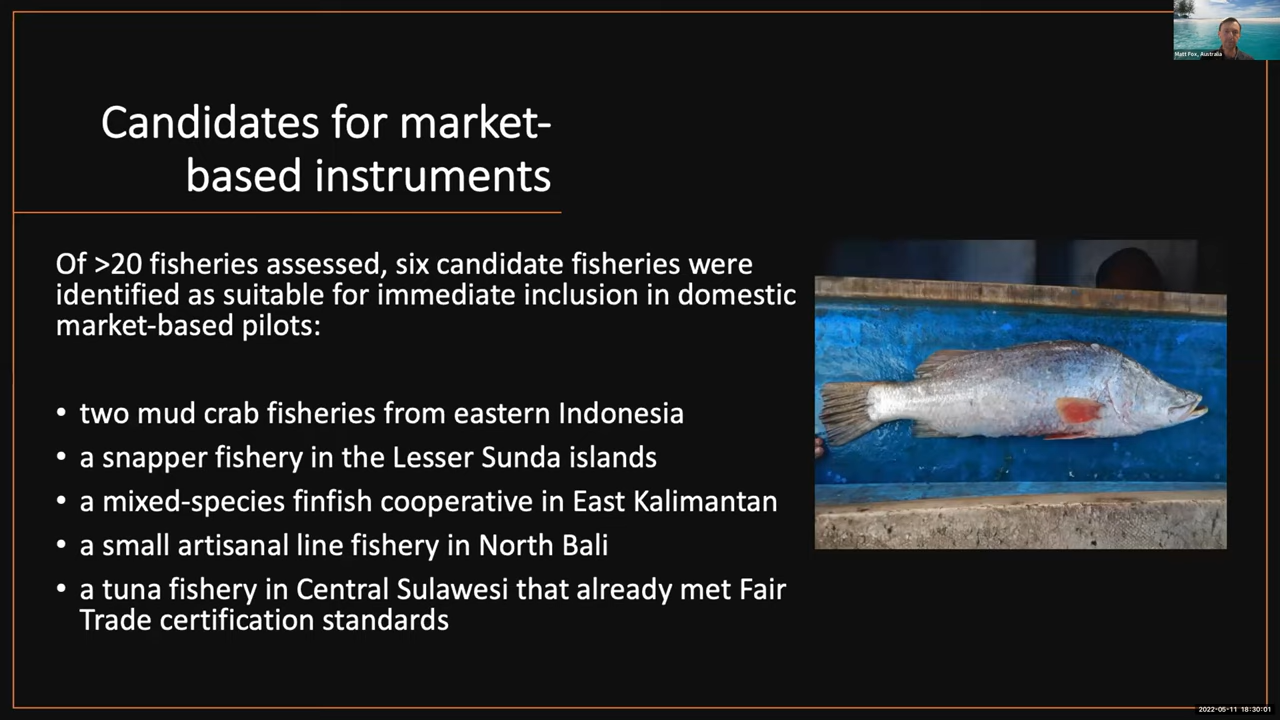 Matt Fox, Australia
Candidates for market-
based instruments
Of >20 fisheries assessed, six candidate fisheries were
identified as suitable for immediate inclusion in domestic
market-based pilots:
• two mud crab fisheries from eastern Indonesia
• a snapper fishery in the Lesser Sunda islands
• a mixed-species finfish cooperative in East Kalimantan
• a small artisanal line fishery in North Bali
• a tuna fishery in Central Sulawesi that already met Fair
Trade certification standards
2022-05-11 18:30:01